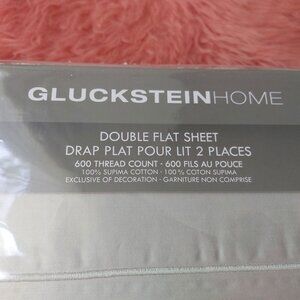 GLUCKSTEINHOME
DOUBLE FLAT SHEET
DRAP PLAT POUR LIT 2 PLACES
600 THREAD COUNT · 600 FILS AU POUCE
100% SUPIMA COTTON · 100 % COTON SUPIMA
EXCLUSIVE OF DECORATION · GARNITURE NON COMPRISE